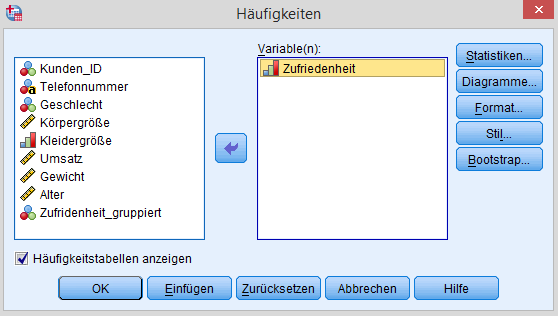 Häufigkeiten
Variable(n):
Kunden_ID
Telefonnummer
Geschlecht
Körpergröße
Kleidergröße
Umsatz
Gewicht
Alter
Zufridenheit_gruppiert
Zufriedenheit
Statistiken...
Diagramme...
Format...
Stil...
Bootstrap...
Häufigkeitstabellen anzeigen
OK
Einfügen
Zurücksetzen
Abbrechen
Hilfe